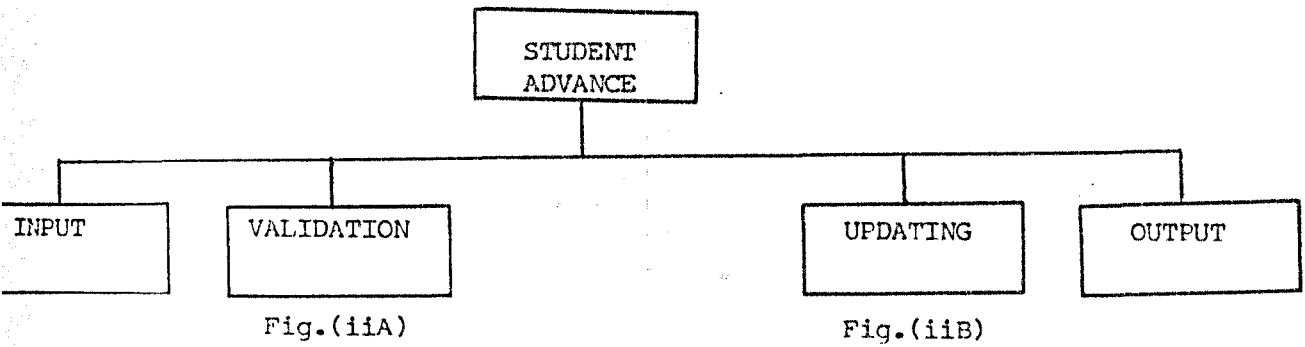 STUDENT
ADVANCE
INPUT
VALIDATION
UPDATING
OUTPUT
Fig.(iiA)
Fig.(iiB)